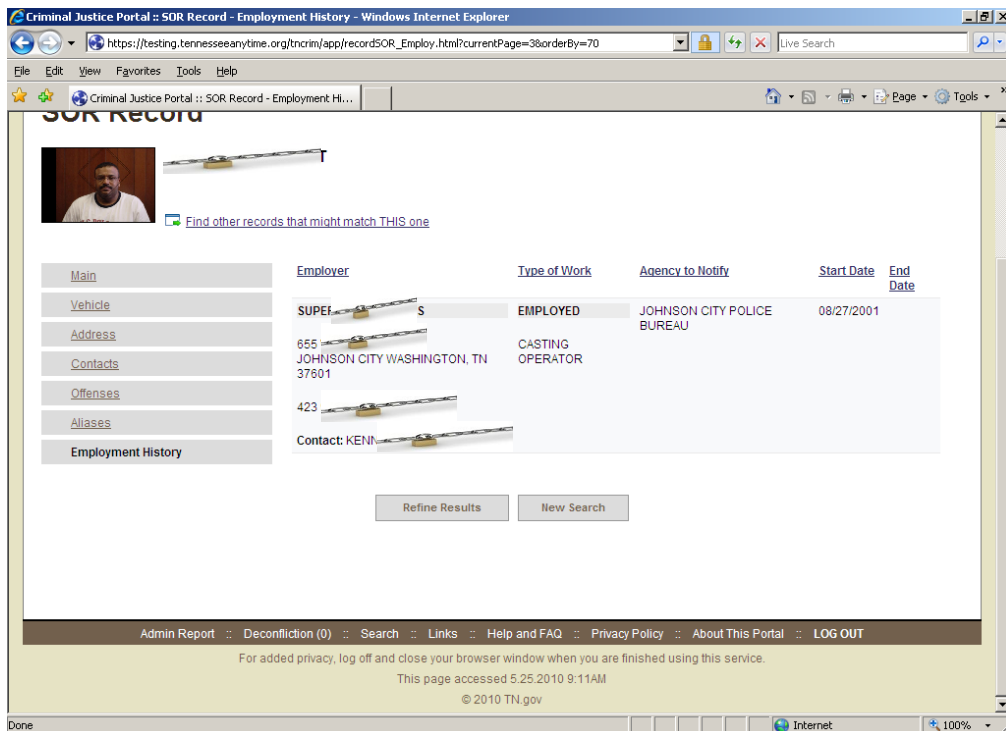 Criminal Justice Portal :: SOR Record - Employment History - Windows Internet Explorer
https://testing.tennesseeanytime.org/tncrim/app/recordSOR_Employ.html?currentPage=3&orderBy=70
Live Search
File Edit View Favorites Tools Help
Criminal Justice Portal :: SOR Record - Employment Hi...
Page Tools
SOR Record
T
Find other records that might match THIS one
Main
Vehicle
Address
Contacts
Offenses
Aliases
Employment History
Employer Type of Work Agency to Notify Start Date End Date
SUPE S EMPLOYED JOHNSON CITY POLICE BUREAU 08/27/2001
655 CASTING OPERATOR
JOHNSON CITY WASHINGTON, TN
37601
423
Contact: KENN
Refine Results New Search
Admin Report :: Deconfliction (0) :: Search :: Links :: Help and FAQ :: Privacy Policy :: About This Portal :: LOG OUT
For added privacy, log off and close your browser window when you are finished using this service.
This page accessed 5.25.2010 9:11AM
© 2010 TN.gov
Done Internet 100%